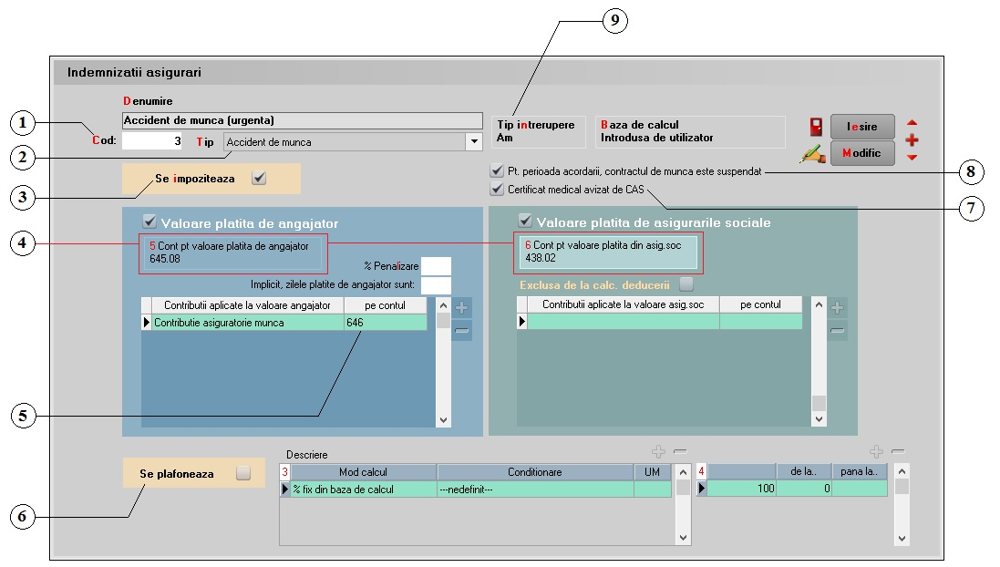 9
Indemnizatii asigurari
Denumire
1
Accident de munca (urgenta)
Tip intrerupere
Am
Baza de calcul
Introdusa de utilizator
Iesire
Cod: 3 Tip Accident de munca
Modific
2
3
Se impoziteaza
Pt. perioada acordarii, contractul de munca este suspendat
8
Certificat medical avizat de CAS
7
Valoare platita de angajator
Valoare platita de asigurarile sociale
4
5 Cont pt valoare platita de angajator
645.08
6 Cont pt valoare platita din asig.soc
438.02
% Penalizare
Implicit, zilele platite de angajator sunt:
Exclusa de la calc. deducerii
Contributii aplicate la valoare angajator pe contul
Contributie asiguratorie munca 646
Contributii aplicate la valoare asig.soc pe contul
5
Se plafoneaza
6
Descriere
3 Mod calcul Conditionare UM
% fix din baza de calcul ---nedefinit---
4 de la.. pana la..
100 0